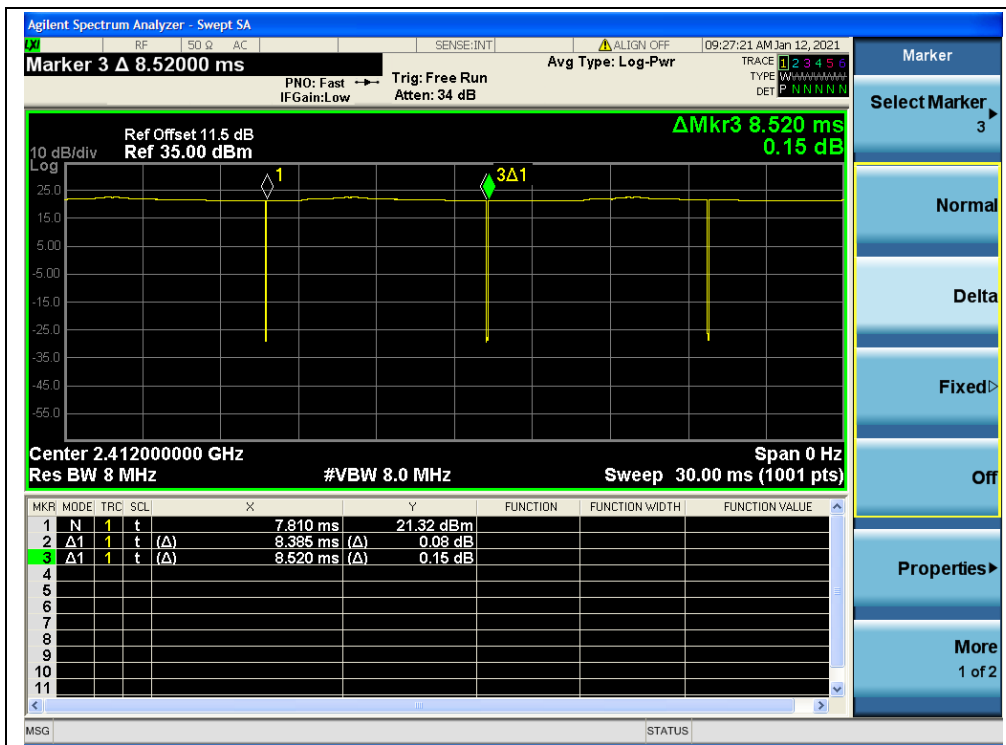 Agilent Spectrum Analyzer - Swept SA
LXI RF 50 Ω AC SENSE:INT ALIGN OFF 09:27:21 AM Jan 12, 2021
Marker 3 Δ 8.52000 ms
PNO: Fast
IFGain:Low
Trig: Free Run
Atten: 34 dB
Avg Type: Log-Pwr
TRACE 1 2 3 4 5 6
TYPE
DET P N N N N N
Ref Offset 11.5 dB
10 dB/div Ref 35.00 dBm
Log
ΔMkr3 8.520 ms
0.15 dB
1
3Δ1
25.0
15.0
5.00
-5.00
-15.0
-25.0
-35.0
-45.0
-55.0
Center 2.412000000 GHz Span 0 Hz
Res BW 8 MHz #VBW 8.0 MHz Sweep 30.00 ms (1001 pts)
MKR MODE TRC SCL X Y FUNCTION FUNCTION WIDTH FUNCTION VALUE
1 N 1 t 7.810 ms 21.32 dBm
2 Δ1 1 t (Δ) 8.385 ms (Δ) 0.08 dB
3 Δ1 1 t (Δ) 8.520 ms (Δ) 0.15 dB
4
5
6
7
8
9
10
11
MSG STATUS
Marker
Select Marker
3
Normal
Delta
Fixed
Off
Properties
More
1 of 2